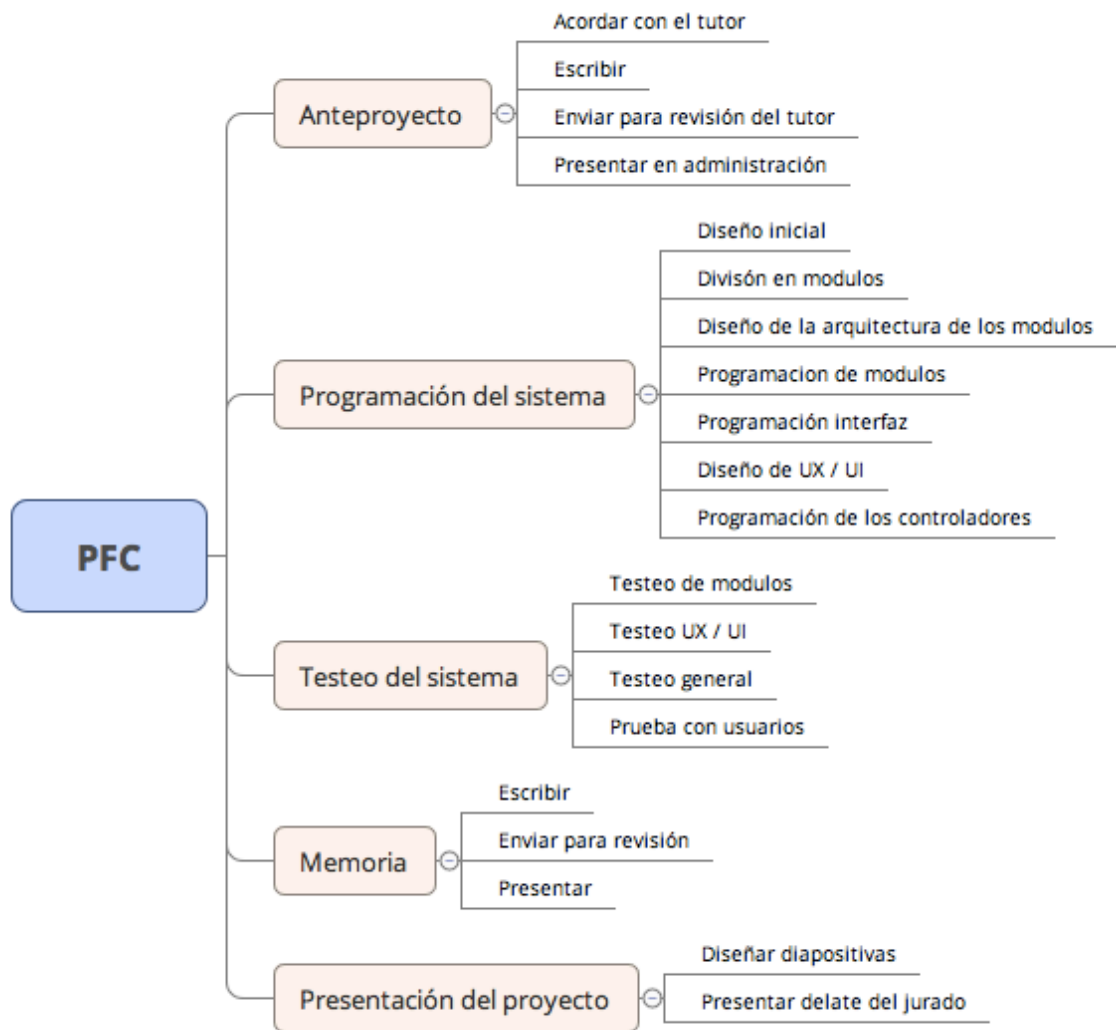 PFC
Anteproyecto
Acordar con el tutor
Escribir
Enviar para revisión del tutor
Presentar en administración
Programación del sistema
Diseño inicial
Divisón en modulos
Diseño de la arquitectura de los modulos
Programacion de modulos
Programación interfaz
Diseño de UX / UI
Programación de los controladores
Testeo del sistema
Testeo de modulos
Testeo UX / UI
Testeo general
Prueba con usuarios
Memoria
Escribir
Enviar para revisión
Presentar
Presentación del proyecto
Diseñar diapositivas
Presentar delate del jurado